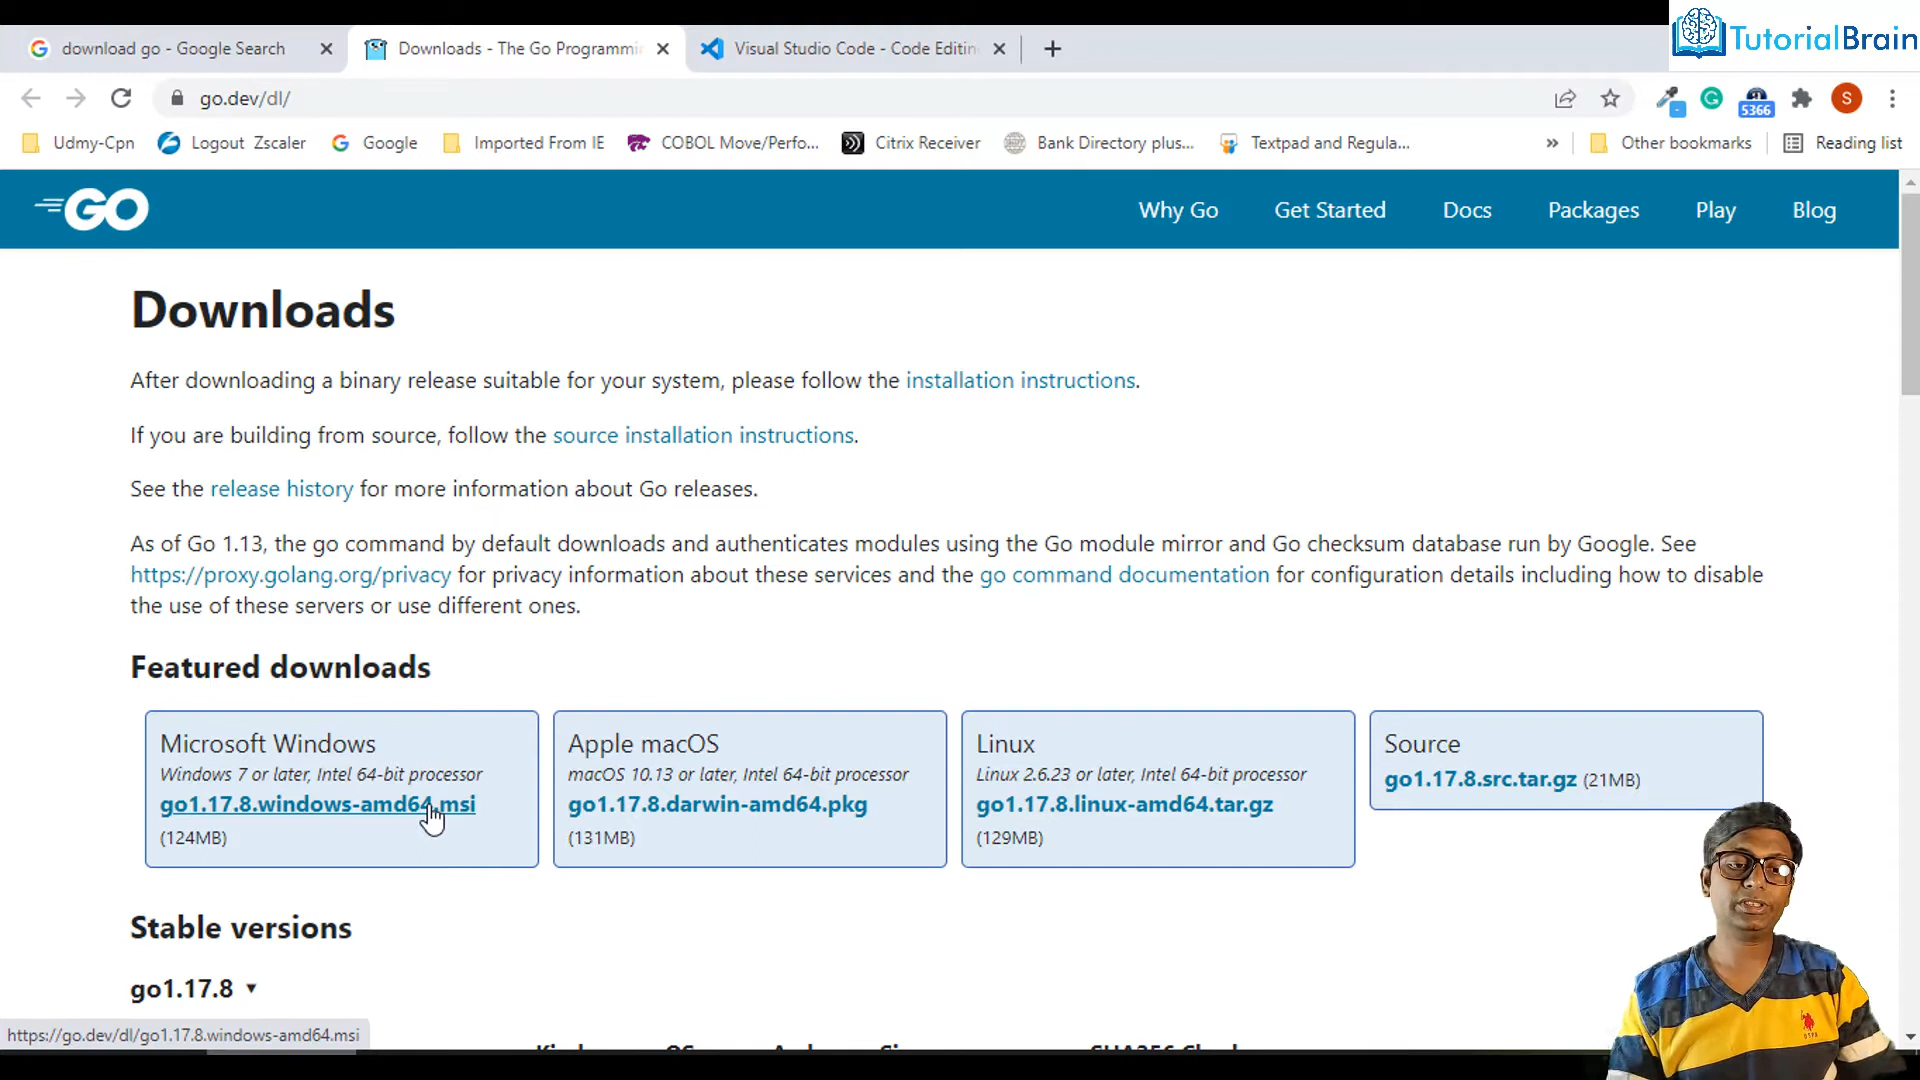 download go - Google Search
Downloads - The Go Programmi
Visual Studio Code - Code Editin
TutorialBrain
go.dev/dl/
5366
S
Udmy-Cpn
Logout Zscaler
Google
Imported From IE
COBOL Move/Perfo...
Citrix Receiver
Bank Directory plus...
Textpad and Regula...
»
Other bookmarks
Reading list
GO
Why Go
Get Started
Docs
Packages
Play
Blog
Downloads
After downloading a binary release suitable for your system, please follow the installation instructions.
If you are building from source, follow the source installation instructions.
See the release history for more information about Go releases.
As of Go 1.13, the go command by default downloads and authenticates modules using the Go module mirror and Go checksum database run by Google. See
https://proxy.golang.org/privacy for privacy information about these services and the go command documentation for configuration details including how to disable
the use of these servers or use different ones.
Featured downloads
Microsoft Windows
Windows 7 or later, Intel 64-bit processor
go1.17.8.windows-amd64.msi
(124MB)
Apple macOS
macOS 10.13 or later, Intel 64-bit processor
go1.17.8.darwin-amd64.pkg
(131MB)
Linux
Linux 2.6.23 or later, Intel 64-bit processor
go1.17.8.linux-amd64.tar.gz
(129MB)
Source
go1.17.8.src.tar.gz (21MB)
Stable versions
go1.17.8 ▾
https://go.dev/dl/go1.17.8.windows-amd64.msi